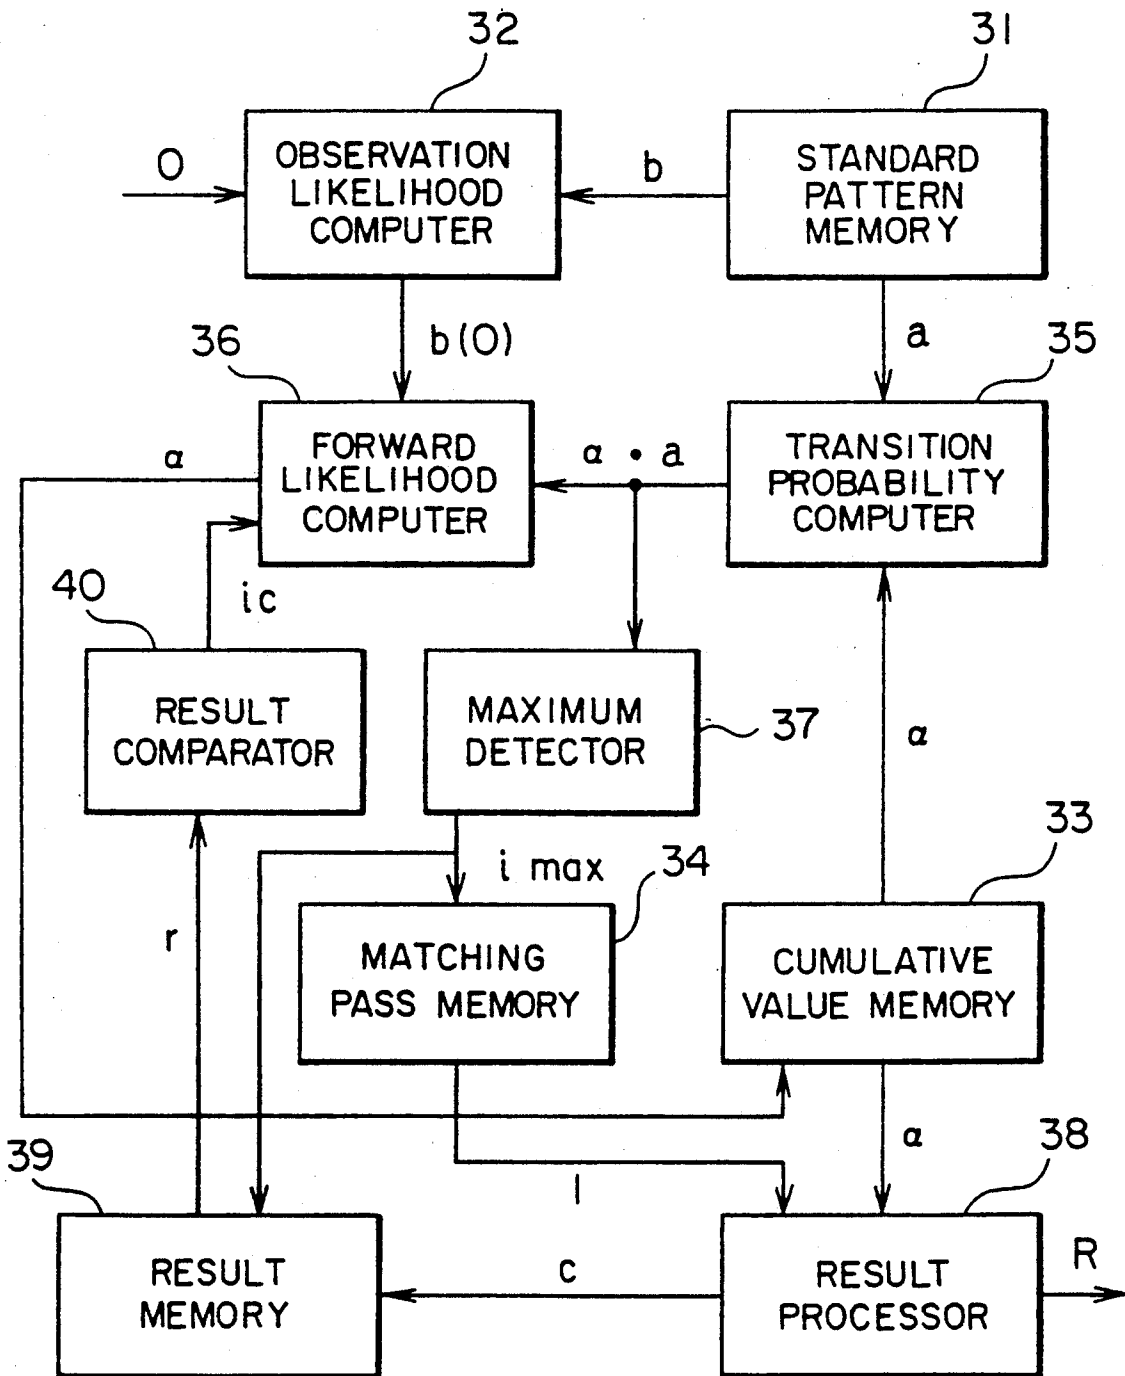 32
31
OBSERVATION
LIKELIHOOD
COMPUTER
O
b
STANDARD
PATTERN
MEMORY
b(O)
a
36
35
FORWARD
LIKELIHOOD
COMPUTER
α
α • a
TRANSITION
PROBABILITY
COMPUTER
ic
40
RESULT
COMPARATOR
MAXIMUM
DETECTOR
37
α
i max
34
33
r
MATCHING
PASS MEMORY
CUMULATIVE
VALUE MEMORY
α
39
l
38
RESULT
MEMORY
c
RESULT
PROCESSOR
R